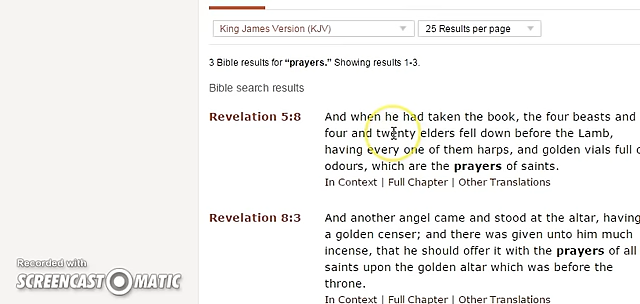 King James Version (KJV)
25 Results per page
3 Bible search results for “prayers.” Showing results 1-3.
Bible search results
Revelation 5:8
And when he had taken the book, the four beasts and
four and twenty elders fell down before the Lamb,
having every one of them harps, and golden vials full
odours, which are the prayers of saints.
In Context | Full Chapter | Other Translations
Revelation 8:3
And another angel came and stood at the altar, having
a golden censer; and there was given unto him much
incense, that he should offer it with the prayers of all
saints upon the golden altar which was before the
throne.
In Context | Full Chapter | Other Translations
Recorded with
SCREENCAST-O-MATIC